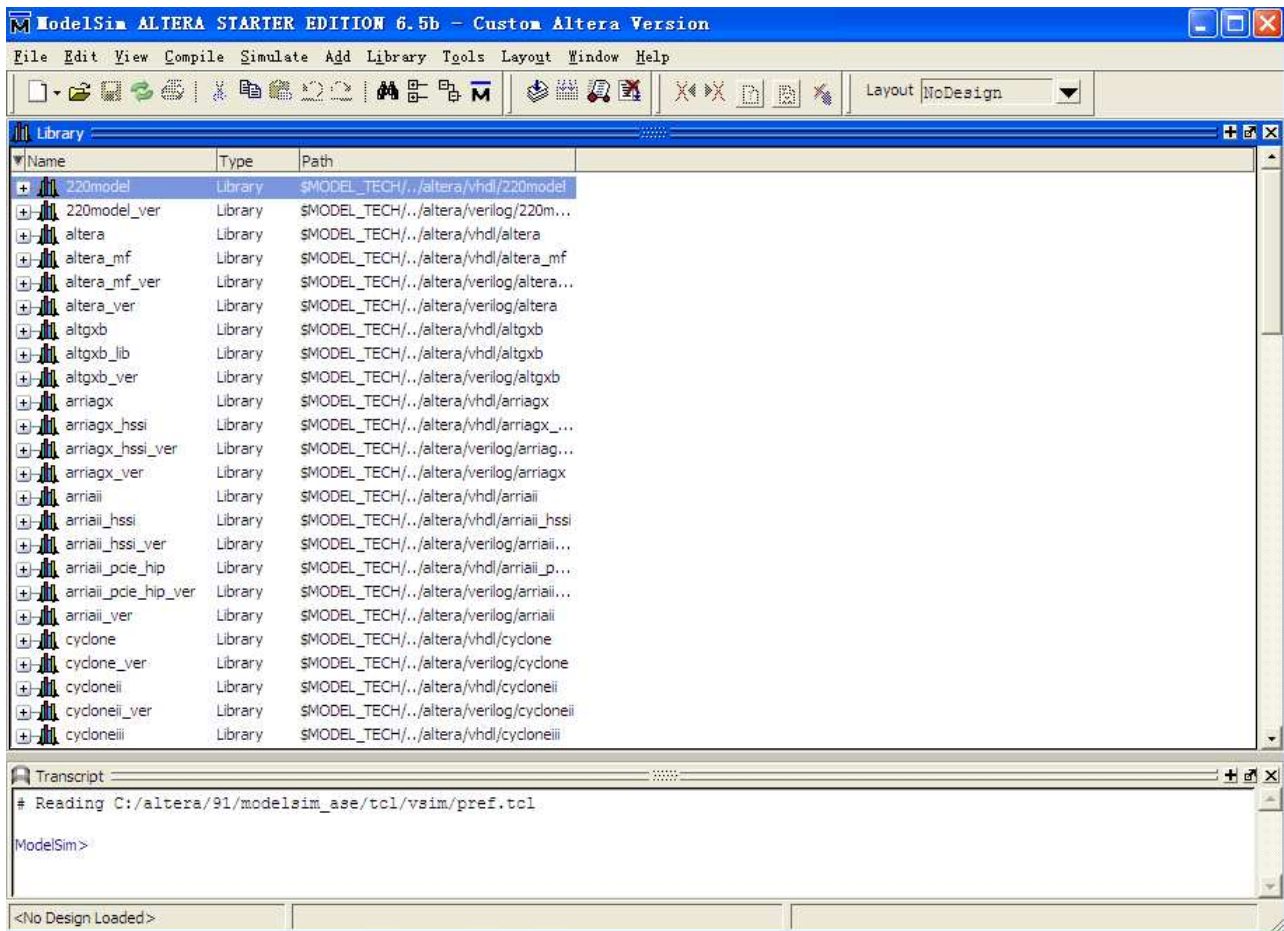 ModelSim ALTERA STARTER EDITION 6.5b - Custom Altera Version
File Edit View Compile Simulate Add Library Tools Layout Window Help
Layout NoDesign
Library
Name Type Path
220model Library $MODEL_TECH/../altera/vhdl/220model
220model_ver Library $MODEL_TECH/../altera/verilog/220m...
altera Library $MODEL_TECH/../altera/vhdl/altera
altera_mf Library $MODEL_TECH/../altera/vhdl/altera_mf
altera_mf_ver Library $MODEL_TECH/../altera/verilog/altera...
altera_ver Library $MODEL_TECH/../altera/verilog/altera
altgxb Library $MODEL_TECH/../altera/vhdl/altgxb
altgxb_lib Library $MODEL_TECH/../altera/vhdl/altgxb
altgxb_ver Library $MODEL_TECH/../altera/verilog/altgxb
arriagx Library $MODEL_TECH/../altera/vhdl/arriagx
arriagx_hssi Library $MODEL_TECH/../altera/vhdl/arriagx_...
arriagx_hssi_ver Library $MODEL_TECH/../altera/verilog/arriag...
arriagx_ver Library $MODEL_TECH/../altera/verilog/arriagx
arriaii Library $MODEL_TECH/../altera/vhdl/arriaii
arriaii_hssi Library $MODEL_TECH/../altera/vhdl/arriaii_hssi
arriaii_hssi_ver Library $MODEL_TECH/../altera/verilog/arriaii...
arriaii_pcie_hip Library $MODEL_TECH/../altera/vhdl/arriaii_p...
arriaii_pcie_hip_ver Library $MODEL_TECH/../altera/verilog/arriaii...
arriaii_ver Library $MODEL_TECH/../altera/verilog/arriaii
cyclone Library $MODEL_TECH/../altera/vhdl/cyclone
cyclone_ver Library $MODEL_TECH/../altera/verilog/cyclone
cycloneii Library $MODEL_TECH/../altera/vhdl/cycloneii
cycloneii_ver Library $MODEL_TECH/../altera/verilog/cycloneii
cycloneiii Library $MODEL_TECH/../altera/vhdl/cycloneiii
Transcript
# Reading C:/altera/91/modelsim_ase/tcl/vsim/pref.tcl
ModelSim>
<No Design Loaded>